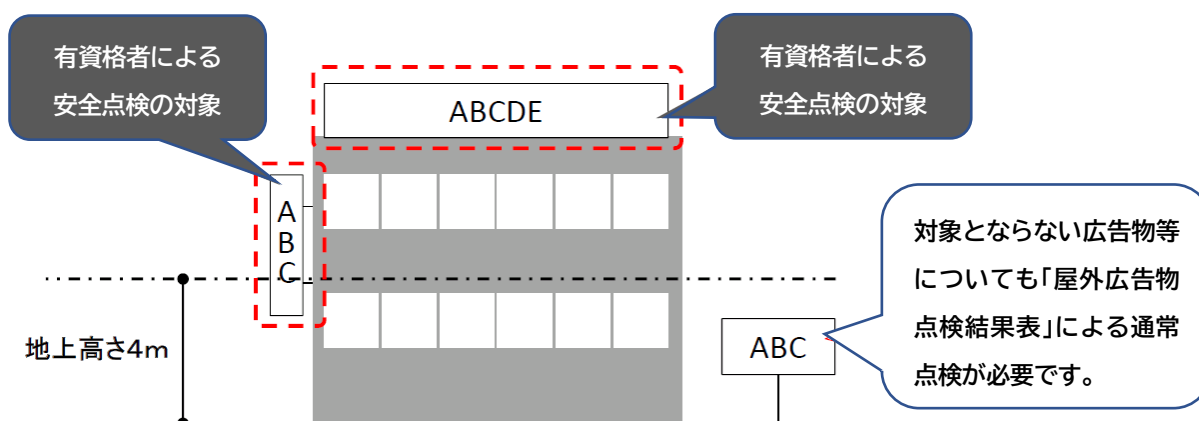 有資格者による
安全点検の対象
有資格者による
安全点検の対象
ABCDE
A
B
C
対象とならない広告物等
についても「屋外広告物
点検結果表」による通常
点検が必要です。
地上高さ4m
ABC